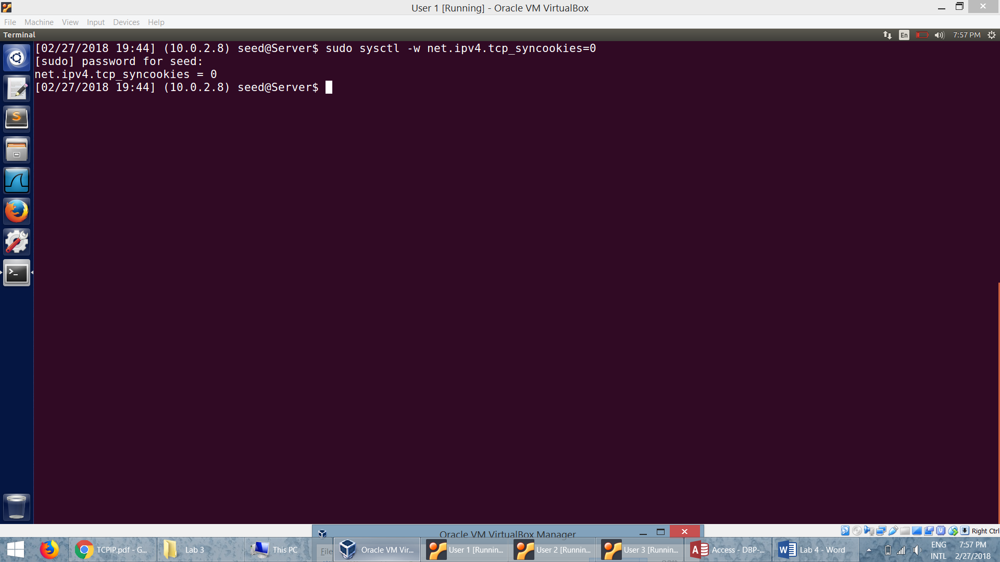 User 1 [Running] - Oracle VM VirtualBox
File Machine View Input Devices Help
Terminal
En
7:57 PM
[02/27/2018 19:44] (10.0.2.8) seed@Server$ sudo sysctl -w net.ipv4.tcp_syncookies=0
[sudo] password for seed:
net.ipv4.tcp_syncookies = 0
[02/27/2018 19:44] (10.0.2.8) seed@Server$
Oracle VM VirtualBox Manager
Right Ctrl
File
TCPIP.pdf - G...
Lab 3
This PC
Oracle VM Vir...
User 1 [Runnin...
User 2 [Runnin...
User 3 [Runnin...
Access - DBP-...
Lab 4 - Word
ENG
INTL
7:57 PM
2/27/2018